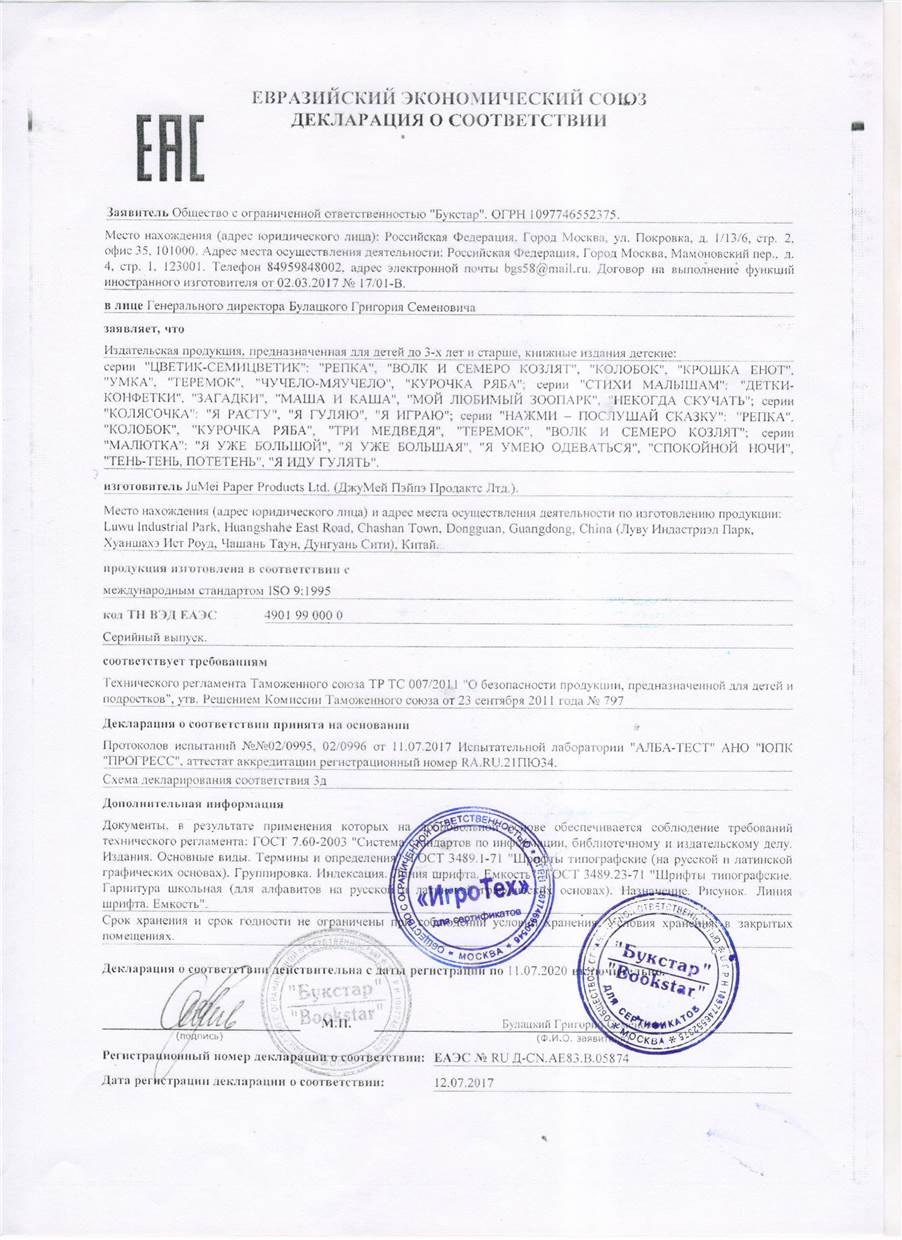 ЕВРАЗИЙСКИЙ ЭКОНОМИЧЕСКИЙ СОЮЗ
ДЕКЛАРАЦИЯ О СООТВЕТСТВИИ
EAC
Заявитель Общество с ограниченной ответственностью "Букстар". ОГРН 1097746552375.
Место нахождения (адрес юридического лица): Российская Федерация, Город Москва, ул. Покровка, д. 1/13/6, стр. 2,
офис 35, 101000. Адрес места осуществления деятельности: Российская Федерация, Город Москва, Мамоновский пер., д.
4, стр. 1, 123001. Телефон 84959848002, адрес электронной почты bgs58@mail.ru. Договор на выполнение функций
иностранного изготовителя от 02.03.2017 № 17/01-В.
в лице Генерального директора Булацкого Григория Семеновича
заявляет, что
Издательская продукция, предназначенная для детей до 3-х лет и старше, книжные издания детские:
серии "ЦВЕТИК-СЕМИЦВЕТИК": "РЕПКА", "ВОЛК И СЕМЕРО КОЗЛЯТ", "КОЛОБОК", "КРОШКА ЕНОТ",
"УМКА", "ТЕРЕМОК", "ЧУЧЕЛО-МЯУЧЕЛО", "КУРОЧКА РЯБА"; серии "СТИХИ МАЛЫШАМ": "ДЕТКИ-
КОНФЕТКИ", "ЗАГАДКИ", "МАША И КАША", "МОЙ ЛЮБИМЫЙ ЗООПАРК", "НЕКОГДА СКУЧАТЬ"; серии
"КОЛЯСОЧКА": "Я РАСТУ", "Я ГУЛЯЮ", "Я ИГРАЮ"; серии "НАЖМИ – ПОСЛУШАЙ СКАЗКУ": "РЕПКА",
"КОЛОБОК", "КУРОЧКА РЯБА", "ТРИ МЕДВЕДЯ", "ТЕРЕМОК", "ВОЛК И СЕМЕРО КОЗЛЯТ"; серии
"МАЛЮТКА": "Я УЖЕ БОЛЬШОЙ", "Я УЖЕ БОЛЬШАЯ", "Я УМЕЮ ОДЕВАТЬСЯ", "СПОКОЙНОЙ НОЧИ",
"ТЕНЬ-ТЕНЬ, ПОТЕТЕНЬ", "Я ИДУ ГУЛЯТЬ".
изготовитель JuMei Paper Products Ltd. (ДжуМей Пэйпэ Продактс Лтд.).
Место нахождения (адрес юридического лица) и адрес места осуществления деятельности по изготовлению продукции:
Luwu Industrial Park, Huangshahe East Road, Chashan Town, Dongguan, Guangdong, China (Луву Индастриэл Парк,
Хуаншахэ Ист Роуд, Чашань Таун, Дунгуань Сити), Китай.
продукция изготовлена в соответствии с
международным стандартом ISO 9:1995
код ТН ВЭД ЕАЭС 4901 99 000 0
Серийный выпуск.
соответствует требованиям
Технического регламента Таможенного союза ТР ТС 007/2011 "О безопасности продукции, предназначенной для детей и
подростков", утв. Решением Комиссии Таможенного союза от 23 сентября 2011 года № 797
Декларация о соответствии принята на основании
Протоколов испытаний №№02/0995, 02/0996 от 11.07.2017 Испытательной лаборатории "АЛБА-ТЕСТ" АНО "ЮПК
"ПРОГРЕСС", аттестат аккредитации регистрационный номер RA.RU.21ПЮ34.
Схема декларирования соответствия 3д
Дополнительная информация
Документы, в результате применения которых на основе обеспечивается соблюдение требований
технического регламента: ГОСТ 7.60-2003 "Система стандартов по информации, библиотечному и издательскому делу.
Издания. Основные виды. Термины и определения", ГОСТ 3489.1-71 "Шрифты типографские (на русской и латинской
графических основах). Группировка. Индексация. Линия шрифта. Емкость", ГОСТ 3489.23-71 "Шрифты типографские.
Гарнитура школьная (для алфавитов на русской и основах). Назначение. Рисунок. Линия
шрифта. Емкость".
Срок хранения и срок годности не ограничены при соблюдении условий хранения. Условия хранения: в закрытых
помещениях.
Декларация о соответствии действительна с даты регистрации по 11.07.2020 включительно.
(подпись)
М.П.
Булацкий Григорий
(Ф.И.О. заявителя)
Регистрационный номер декларации о соответствии: ЕАЭС № RU Д-CN.АЕ83.В.05874
Дата регистрации декларации о соответствии: 12.07.2017
«ИгроТех»
для сертификатов
ОБЩЕСТВО С ОГРАНИЧЕННОЙ ОТВЕТСТВЕННОСТЬЮ
МОСКВА
"Букстар"
"Bookstar"
ДЛЯ СЕРТИФИКАТОВ
МОСКВА
ОГРН 1097746552375
"Букстар"
"Bookstar"